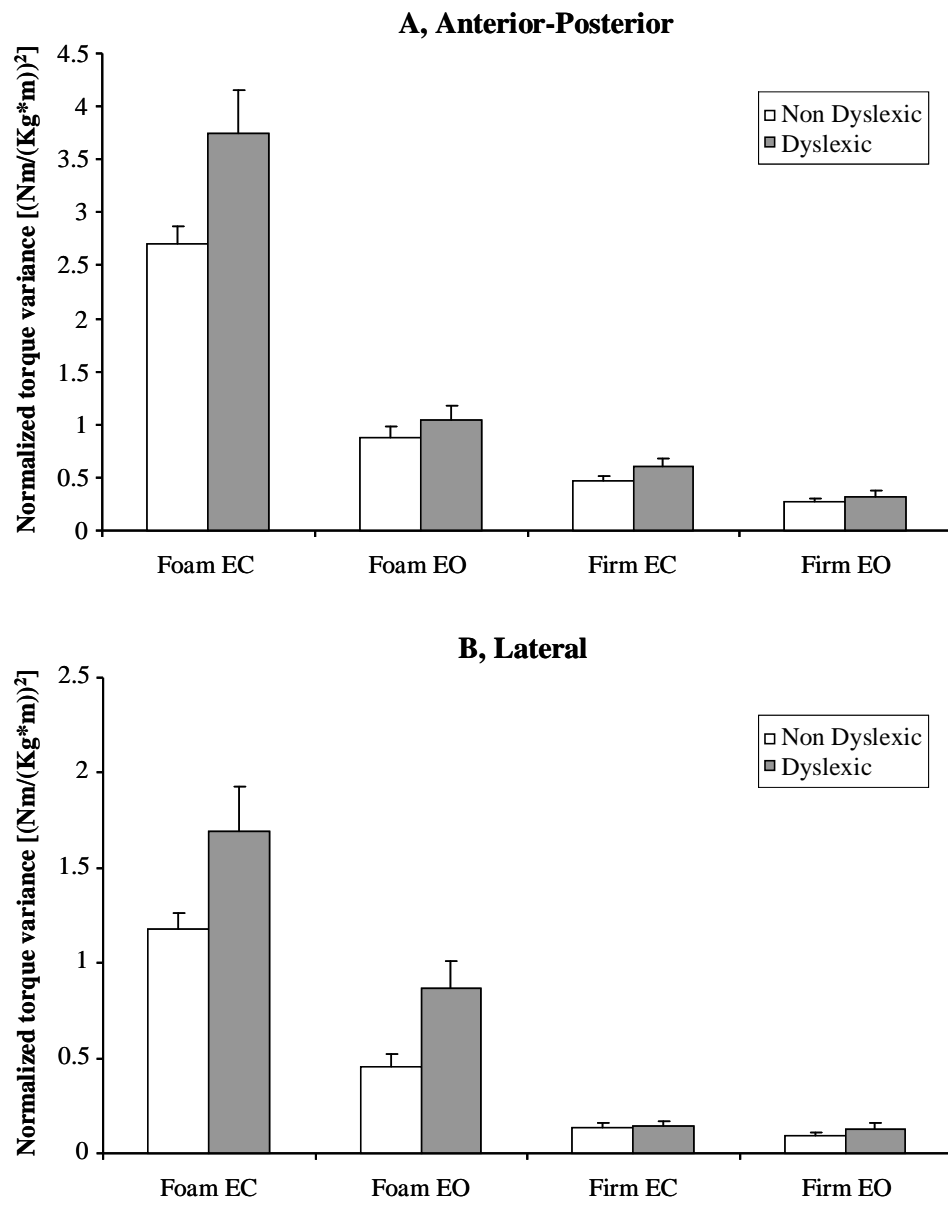 A, Anterior-Posterior
Normalized torque variance [(Nm/(Kg*m))²]
4.5
4
3.5
3
2.5
2
1.5
1
0.5
0
Non Dyslexic
Dyslexic
Foam EC Foam EO Firm EC Firm EO
B, Lateral
Normalized torque variance [(Nm/(Kg*m))²]
2.5
2
1.5
1
0.5
0
Non Dyslexic
Dyslexic
Foam EC Foam EO Firm EC Firm EO